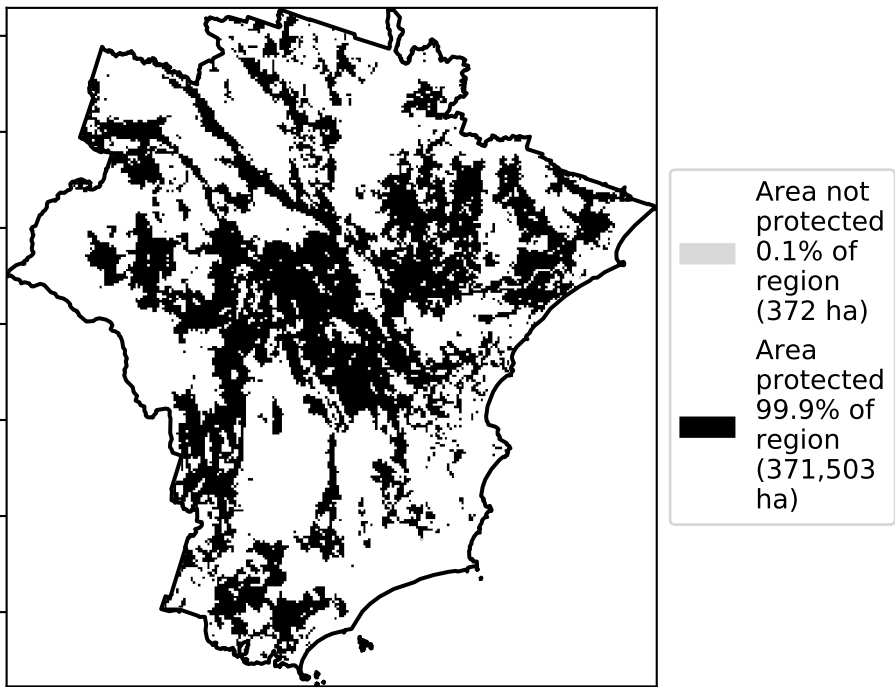 Area not
protected
0.1% of
region
(372 ha)
Area
protected
99.9% of
region
(371,503
ha)